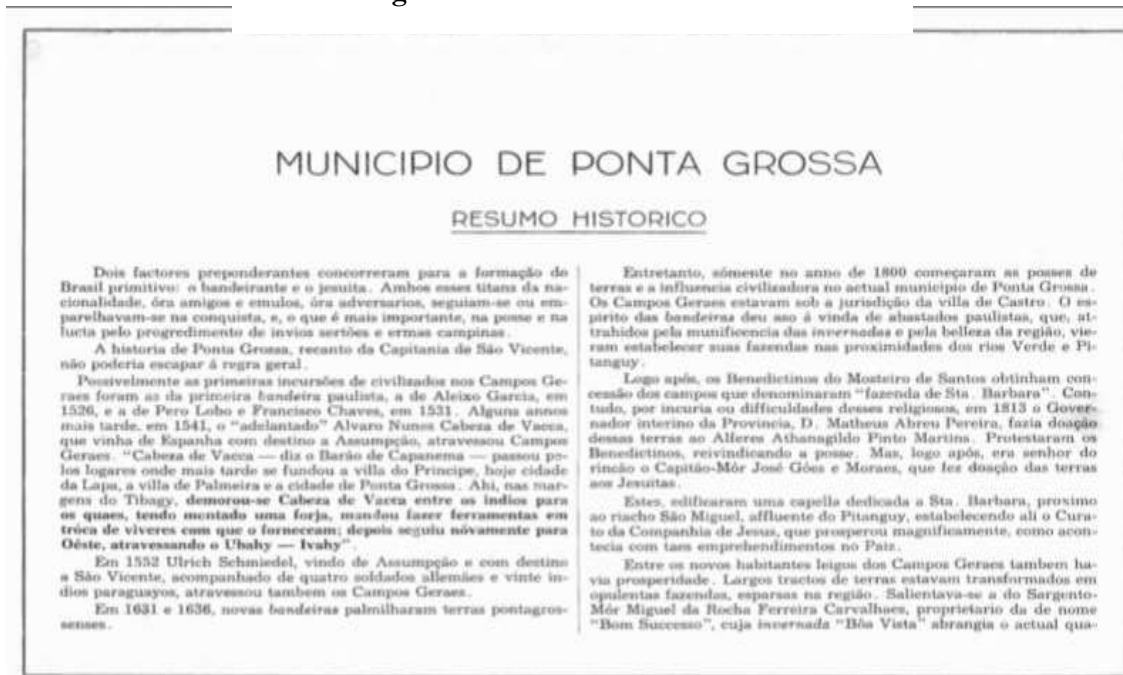 MUNICIPIO DE PONTA GROSSA
RESUMO HISTORICO
Dois factores preponderantes concorreram para a formação do
Brasil primitivo: o bandeirante e o jesuita. Ambos esses titans da na-
cionalidade, óra amigos e emulos, óra adversarios, seguiam-se ou em-
parelhavam-se na conquista, e, o que é mais importante, na posse e na
lucta pelo progredimento de invios sertões e ermas campinas.
A historia de Ponta Grossa, recanto da Capitania de São Vicente,
não poderia escapar á regra geral.
Possivelmente as primeiras incursões de civilizados nos Campos Ge-
raes foram as da primeira bandeira paulista, a de Aleixo Garcia, em
1526, e a de Pero Lobo e Francisco Chaves, em 1531. Alguns annos
mais tarde, em 1541, o "adelantado" Alvaro Nunes Cabeza de Vacca,
que vinha de Espanha com destino a Assumpção, atravessou Campos
Geraes. "Cabeza de Vacca — diz o Barão de Capanema — passou pe-
los logares onde mais tarde se fundou a villa do Principe, hoje cidade
da Lapa, a villa de Palmeira e a cidade de Ponta Grossa. Ahi, nas mar-
gens do Tibagy, demorou-se Cabeza de Vacca entre os indios para
os quaes, tendo montado uma forja, mandou fazer ferramentas em
tróca de viveres com que o forneceam; depois seguiu nóvamente para
Oéste, atravessando o Ubahy — Ivahy".
Em 1552 Ulrich Schmiedel, vindo de Assumpção e com destino
a São Vicente, acompanhado de quatro soldados allemães e vinte in-
dios paraguayos, atravessou tambem os Campos Geraes.
Em 1631 e 1636, novas bandeiras palmilharam terras pontagros-
senses.
Entretanto, sómente no anno de 1800 começaram as posses de
terras e a influencia civilizadora no actual municipio de Ponta Grossa.
Os Campos Geraes estavam sob a jurisdição da villa de Castro. O es-
pirito das bandeiras deu aso á vinda de abastados paulistas, que, at-
trahidos pela munificencia das invernadas e pela belleza da região, vie-
ram estabelecer suas fazendas nas proximidades dos rios Verde e Pi-
tanguy.
Logo após, os Benedictinos do Mosteiro de Santos obtinham con-
cessão dos campos que denominaram "fazenda de Sta. Barbara". Con-
tudo, por incuria ou difficuldades desses religiosos, em 1813 o Gover-
nador interino da Provincia, D. Matheus Abreu Pereira, fazia doação
dessas terras ao Alferes Athanagildo Pinto Martins. Protestaram os
Benedictinos, reivindicando a posse. Mas, logo após, era senhor do
rincão o Capitão-Mór José Góes e Moraes, que fez doação das terras
aos Jesuitas.
Estes, edificaram uma capella dedicada a Sta. Barbara, proximo
ao riacho São Miguel, affluente do Pitanguy, estabelecendo ali o Cura-
to da Companhia de Jesus, que prosperou magnificamente, como acon-
tecia com taes emprehendimentos no Paiz.
Entre os novos habitantes leigos dos Campos Geraes tambem ha-
via prosperidade. Largos tractos de terras estavam transformados em
opulentas fazendas, esparsas na região. Salientava-se a do Sargento-
Mór Miguel da Rocha Ferreira Carvalhaes, proprietario da de nome
"Bom Successo", cuja invernada "Bôa Vista" abrangia o actual qua-